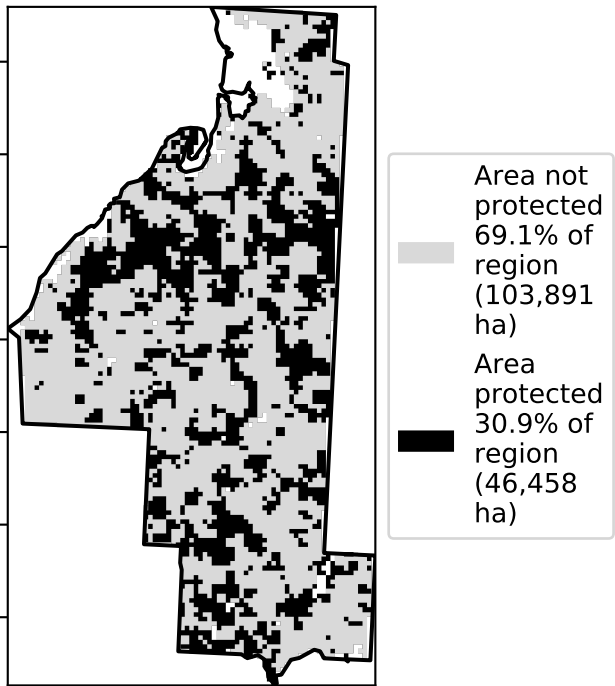 Area not
protected
69.1% of
region
(103,891
ha)
Area
protected
30.9% of
region
(46,458
ha)